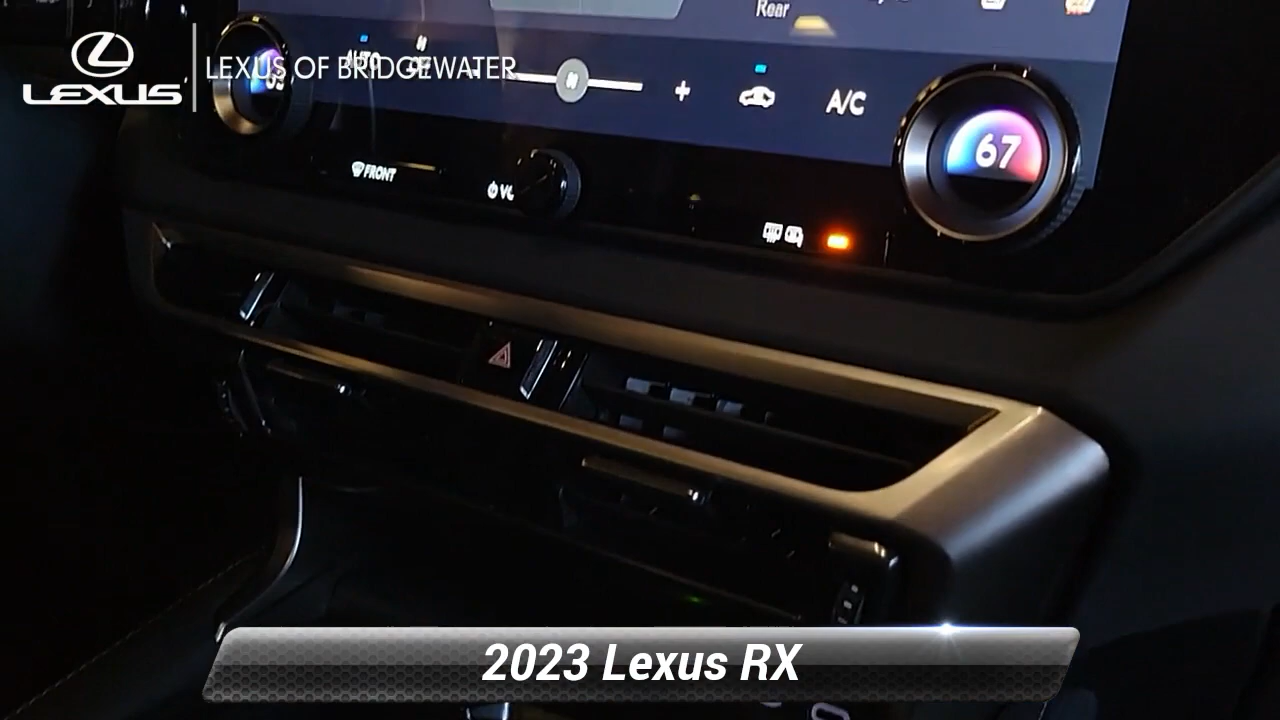 Rear
LEXUS
LEXUS OF BRIDGEWATER
AUTO
A/C
67
FRONT
2023 Lexus RX